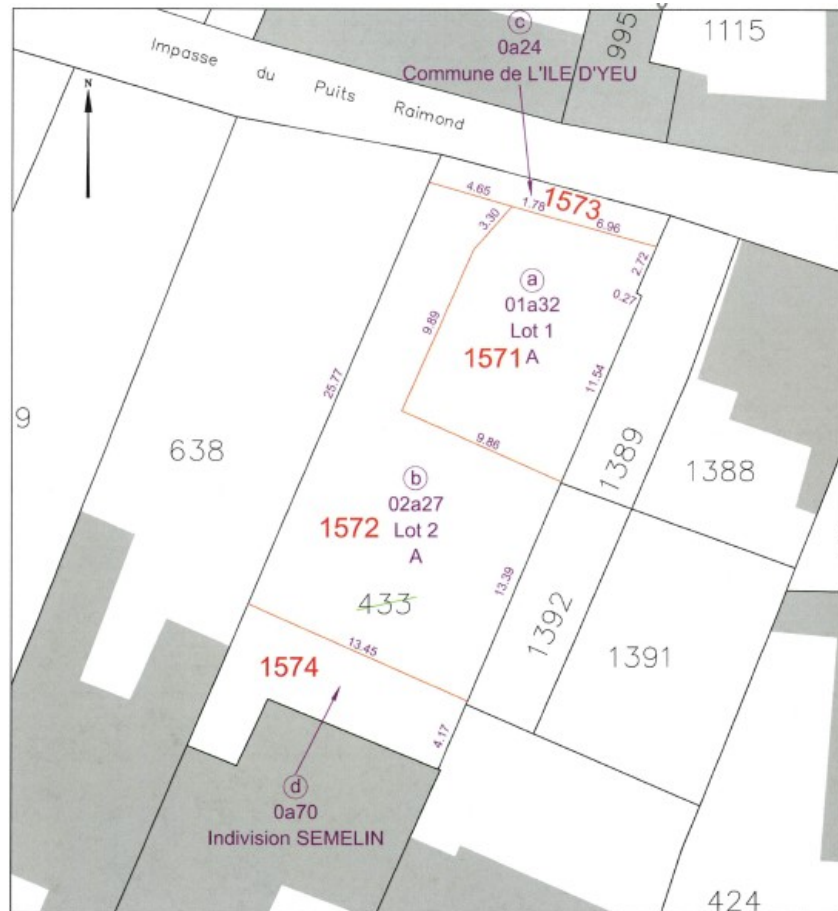 c
0a24
Commune de L'ILE D'YEU
995
1115
Impasse du Puits Raimond
N
4.65
1.78
1573
6.96
3.30
2.72
a
01a32
Lot 1
A
0.27
1571
9.89
11.54
25.77
9.86
9
638
1389
1388
b
02a27
Lot 2
A
1572
433
13.39
1392
1391
13.45
1574
4.17
d
0a70
Indivision SEMELIN
424